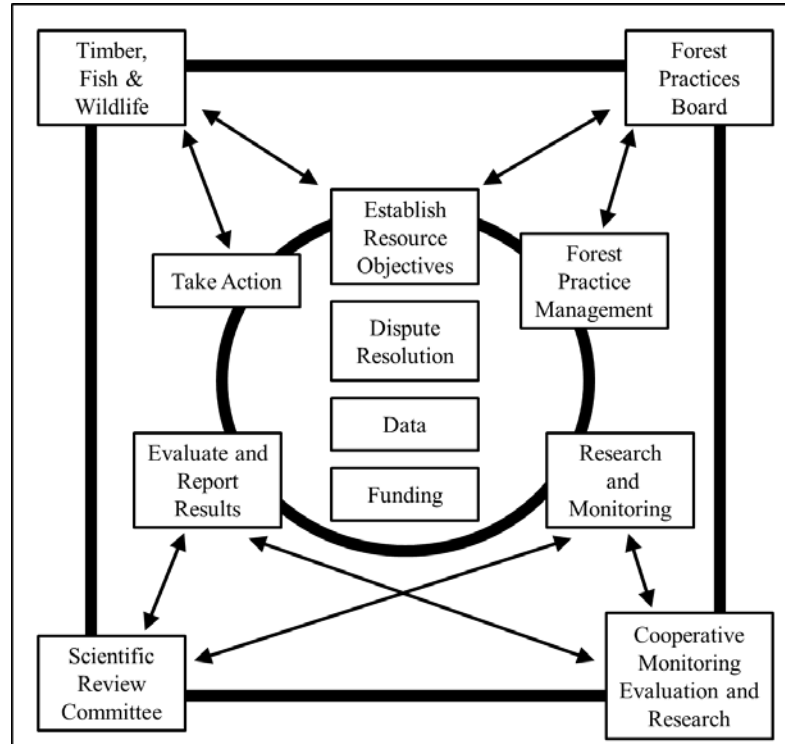 Timber,
Fish &
Wildlife
Forest
Practices
Board
Establish
Resource
Objectives
Take Action
Forest
Practice
Management
Dispute
Resolution
Data
Funding
Evaluate and
Report
Results
Research
and
Monitoring
Scientific
Review
Committee
Cooperative
Monitoring
Evaluation and
Research